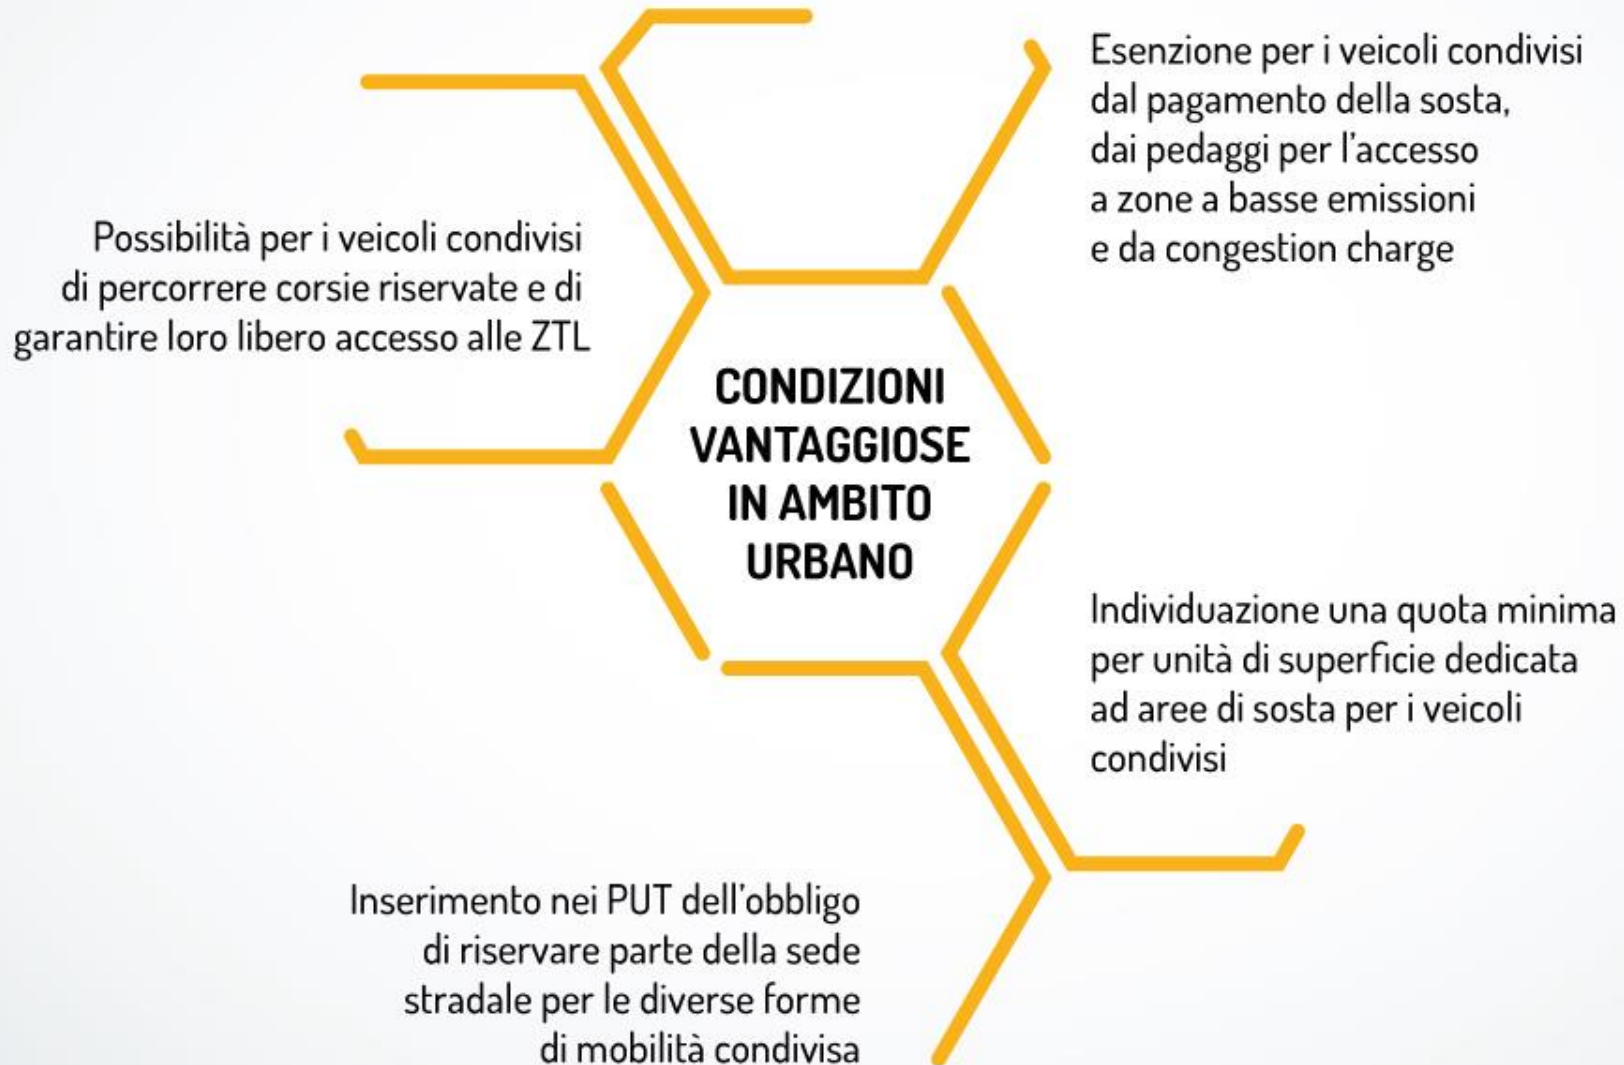 Esenzione per i veicoli condivisi
dal pagamento della sosta,
dai pedaggi per l'accesso
a zone a basse emissioni
e da congestion charge
Possibilità per i veicoli condivisi
di percorrere corsie riservate e di
garantire loro libero accesso alle ZTL
CONDIZIONI
VANTAGGIOSE
IN AMBITO
URBANO
Individuazione una quota minima
per unità di superficie dedicata
ad aree di sosta per i veicoli
condivisi
Inserimento nei PUT dell'obbligo
di riservare parte della sede
stradale per le diverse forme
di mobilità condivisa